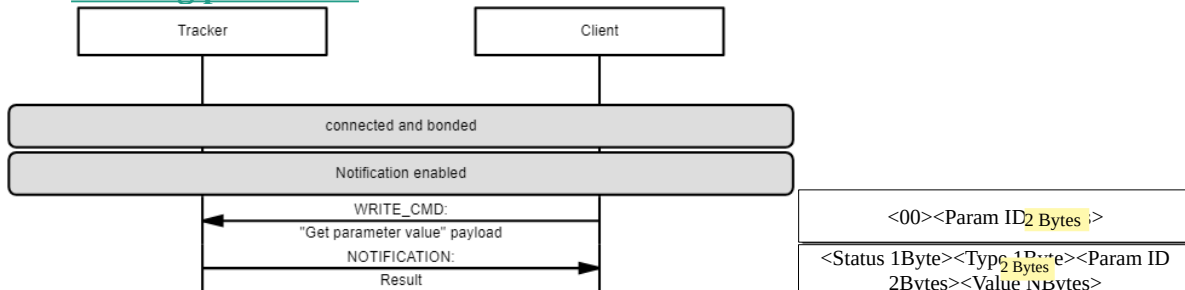 Tracker
Client
connected and bonded
Notification enabled
WRITE_CMD:
"Get parameter value" payload
NOTIFICATION:
Result
<00><Param ID 2 Bytes >
<Status 1Byte><Type 1Byte><Param ID
2 Bytes
2Bytes><Value NBytes>